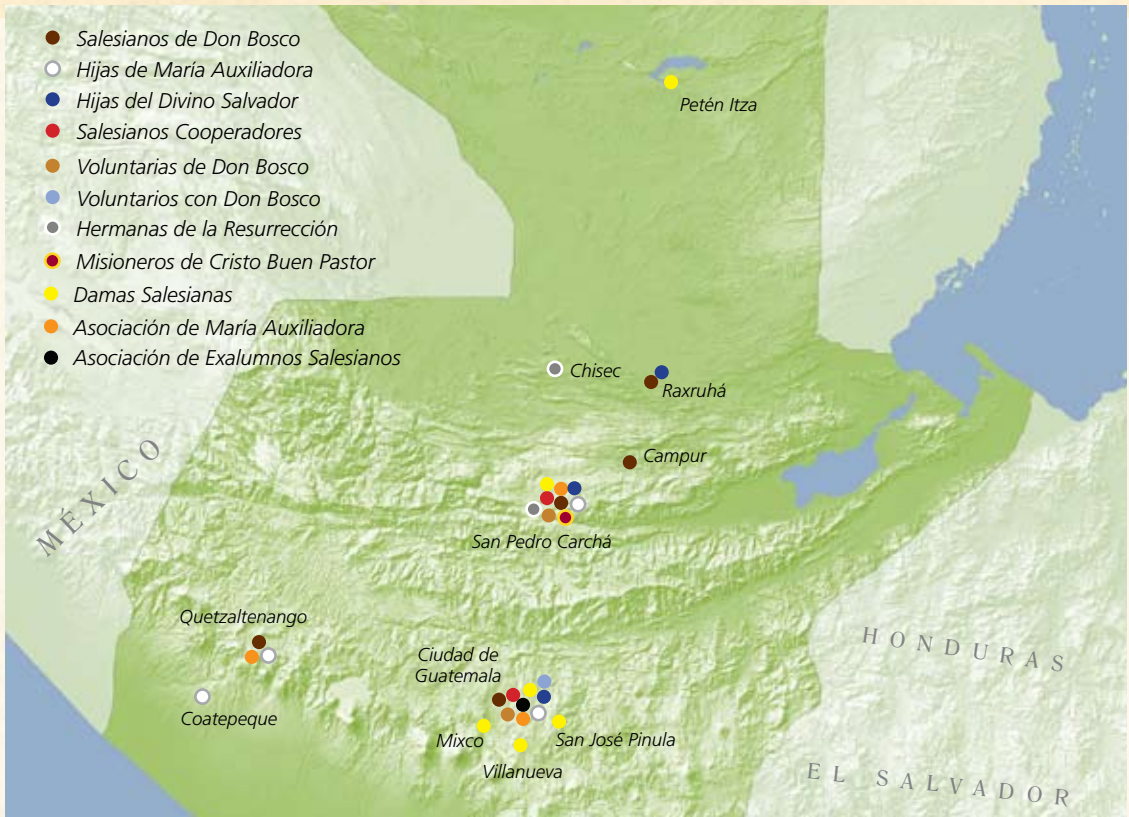 Salesianos de Don Bosco
Hijas de María Auxiliadora
Hijas del Divino Salvador
Salesianos Cooperadores
Voluntarias de Don Bosco
Voluntarios con Don Bosco
Hermanas de la Resurrección
Misioneros de Cristo Buen Pastor
Damas Salesianas
Asociación de María Auxiliadora
Asociación de Exalumnos Salesianos
Petén Itza
Chisec
Raxruhá
Campur
MÉXICO
San Pedro Carchá
Quetzaltenango
HONDURAS
Ciudad de
Guatemala
Coatepeque
Mixco
San José Pinula
Villanueva
EL SALVADOR